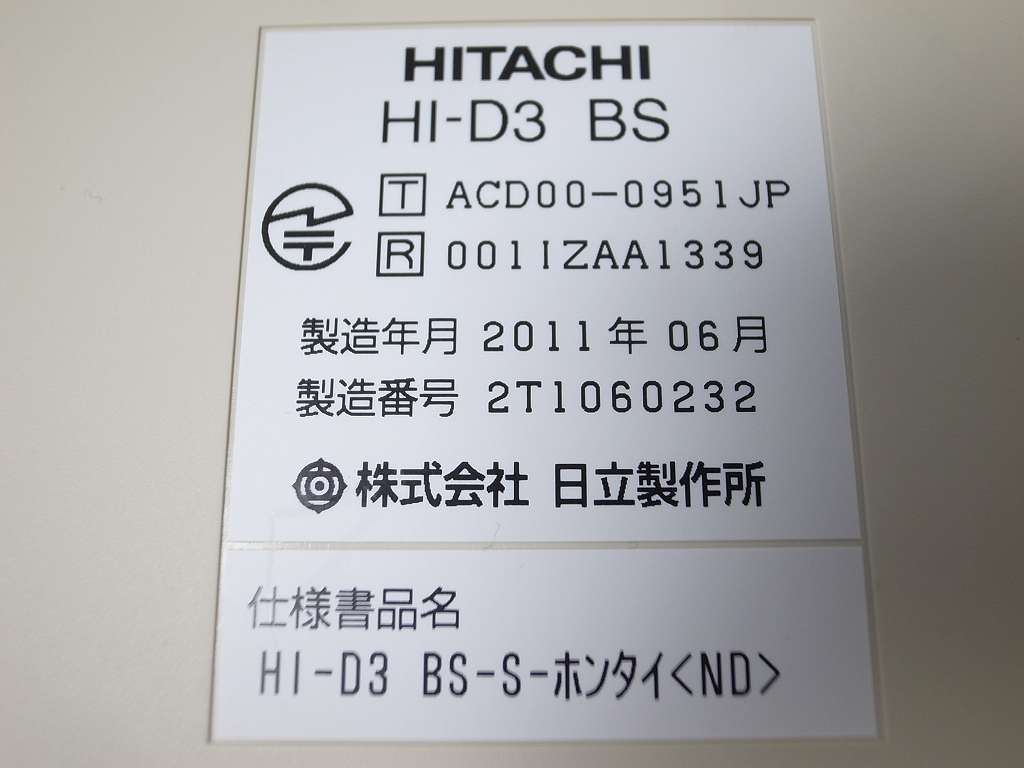 HITACHI
HI-D3 BS
T ACD00-0951JP
R 001IZAA1339
製造年月 2011年 06月
製造番号 2T1060232
株式会社 日立製作所
仕様書品名
HI-D3 BS-S-ホンタイ<ND>